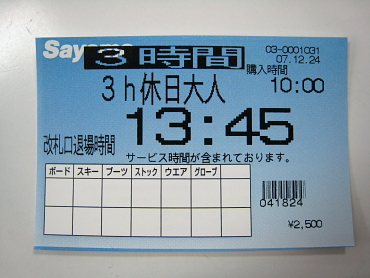 Sayama 3時間 03-0001031
07.12.24
購入時間
3h休日大人 10:00
改札口退場時間 13:45
サービス時間が含まれております。
ボード スキー ブーツ ストック ウエア グローブ
041824
¥2,500